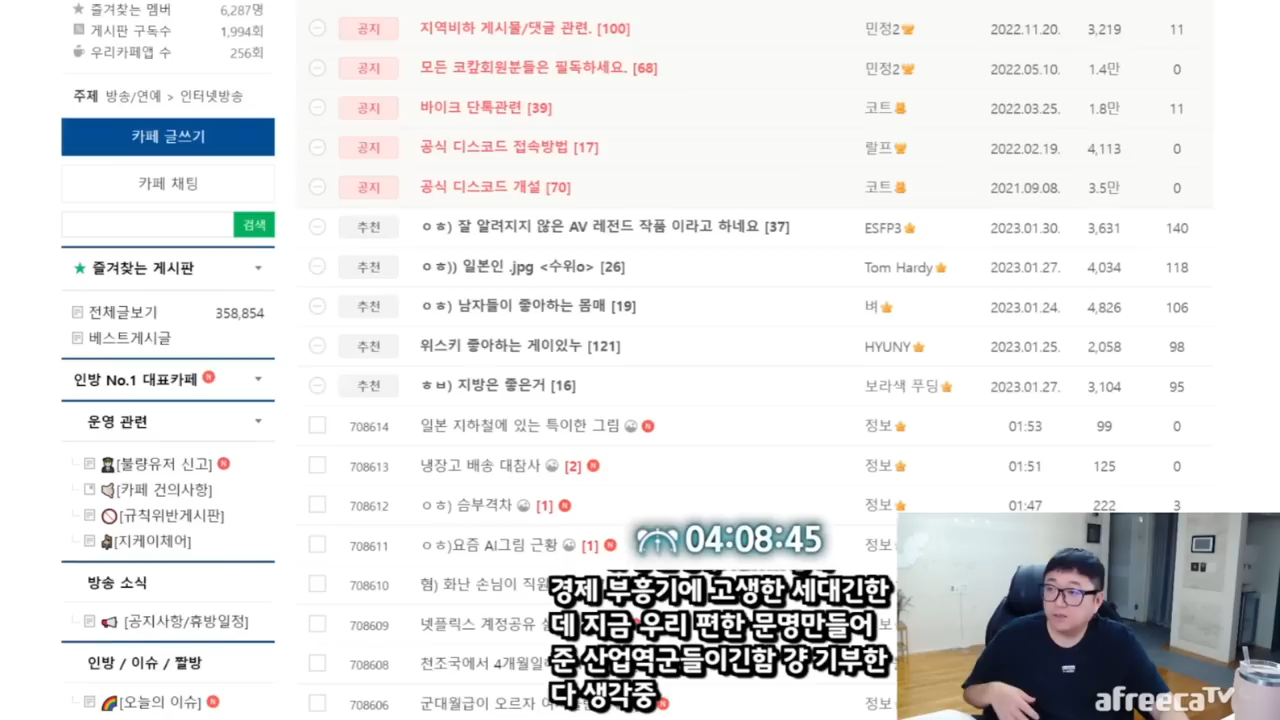 즐겨찾는 멤버 6,287명
게시판 구독수 1,994회
우리카페앱 수 256회
주제 방송/연예 > 인터넷방송
카페 글쓰기
카페 채팅
검색
★ 즐겨찾는 게시판
전체글보기 358,854
베스트게시글
인방 No.1 대표카페 N
운영 관련
[불량유저 신고] N
[카페 건의사항]
[규칙위반게시판]
[지케이체어]
방송 소식
[공지사항/휴방일정]
인방 / 이슈 / 짤방
[오늘의 이슈] N
공지 지역비하 게시물/댓글 관련. [100] 민정2 2022.11.20. 3,219 11
공지 모든 코캎회원분들은 필독하세요. [68] 민정2 2022.05.10. 1.4만 0
공지 바이크 단톡관련 [39] 코트 2022.03.25. 1.8만 11
공지 공식 디스코드 접속방법 [17] 랄프 2022.02.19. 4,113 0
공지 공식 디스코드 개설 [70] 코트 2021.09.08. 3.5만 0
추천 ㅇㅎ) 잘 알려지지 않은 AV 레전드 작품 이라고 하네요 [37] ESFP3 2023.01.30. 3,631 140
추천 ㅇㅎ)) 일본인 .jpg <수위o> [26] Tom Hardy 2023.01.27. 4,034 118
추천 ㅇㅎ) 남자들이 좋아하는 몸매 [19] 벼 2023.01.24. 4,826 106
추천 위스키 좋아하는 게이있누 [121] HYUNY 2023.01.25. 2,058 98
추천 ㅎㅂ) 지방은 좋은거 [16] 보라색 푸딩 2023.01.27. 3,104 95
708614 일본 지하철에 있는 특이한 그림 N 정보 01:53 99 0
708613 냉장고 배송 대참사 [2] N 정보 01:51 125 0
708612 ㅇㅎ) 슴부격차 [1] N 정보 01:47 222 3
708611 ㅇㅎ)요즘 AI그림 근황 [1] N 정보
708610 혐) 화난 손님이 직원 정보
708609 넷플릭스 계정공유 정보
708608 천조국에서 4개월 정보
708606 군대월급이 오르자 정보
04:08:45
경제 부흥기에 고생한 세대긴한
데 지금 우리 편한 문명만들어
준 산업역군들이긴함 걍 기부한
다 생각중
afreecaTV